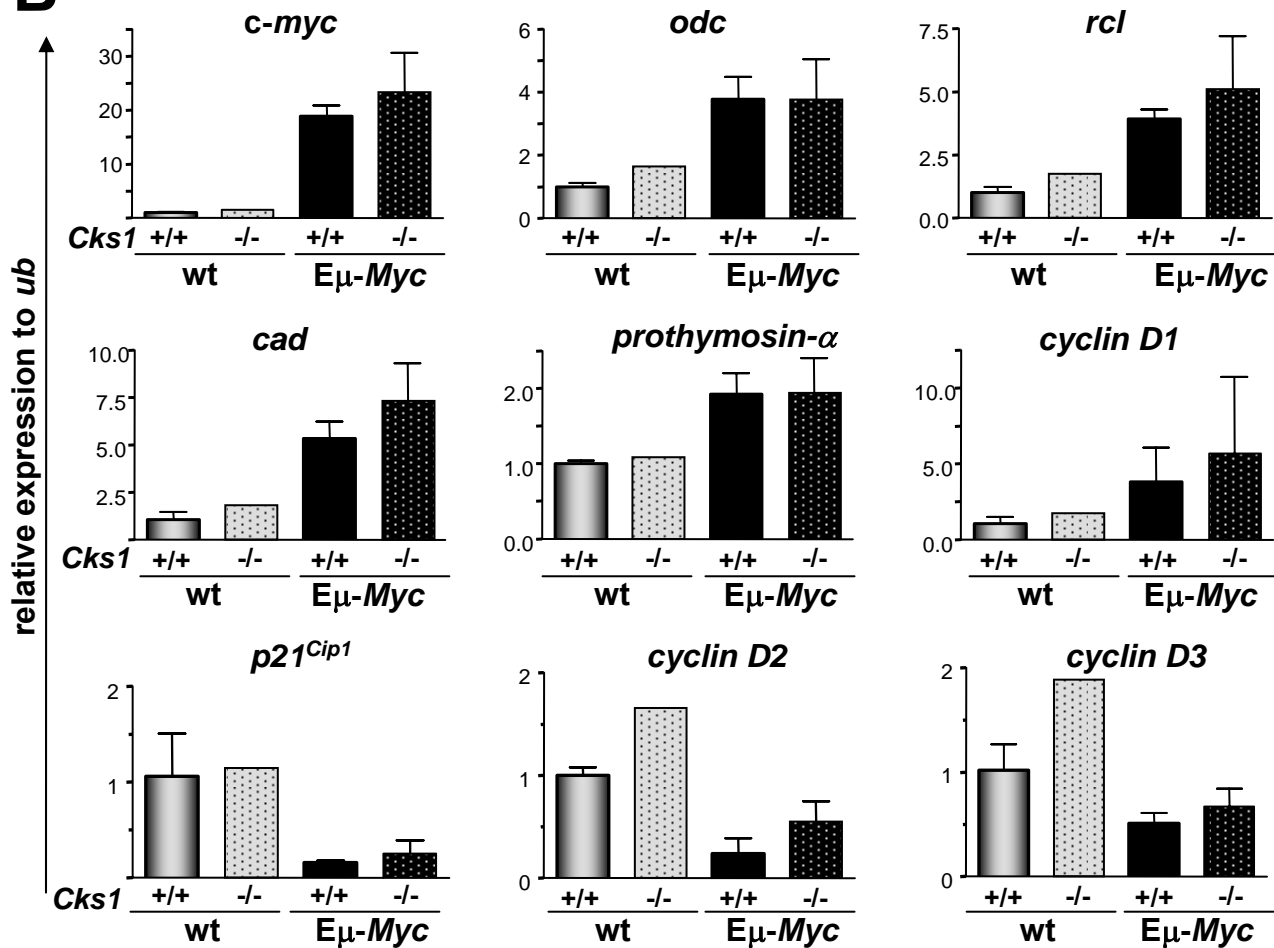 B
c-myc
30
20
10
Cks1 +/+ -/- +/+ -/-
wt Eμ-Myc
odc
6
4
2
0
+/+ -/- +/+ -/-
wt Eμ-Myc
rcl
7.5
5.0
2.5
0.0
+/+ -/- +/+ -/-
wt Eμ-Myc
relative expression to ub
cad
10.0
7.5
5.0
2.5
Cks1 +/+ -/- +/+ -/-
wt Eμ-Myc
prothymosin-α
2.0
1.0
0.0
+/+ -/- +/+ -/-
wt Eμ-Myc
cyclin D1
10.0
5.0
0.0
+/+ -/- +/+ -/-
wt Eμ-Myc
p21Cip1
2
1
Cks1 +/+ -/- +/+ -/-
wt Eμ-Myc
cyclin D2
2
1
0
+/+ -/- +/+ -/-
wt Eμ-Myc
cyclin D3
2
1
0
+/+ -/- +/+ -/-
wt Eμ-Myc